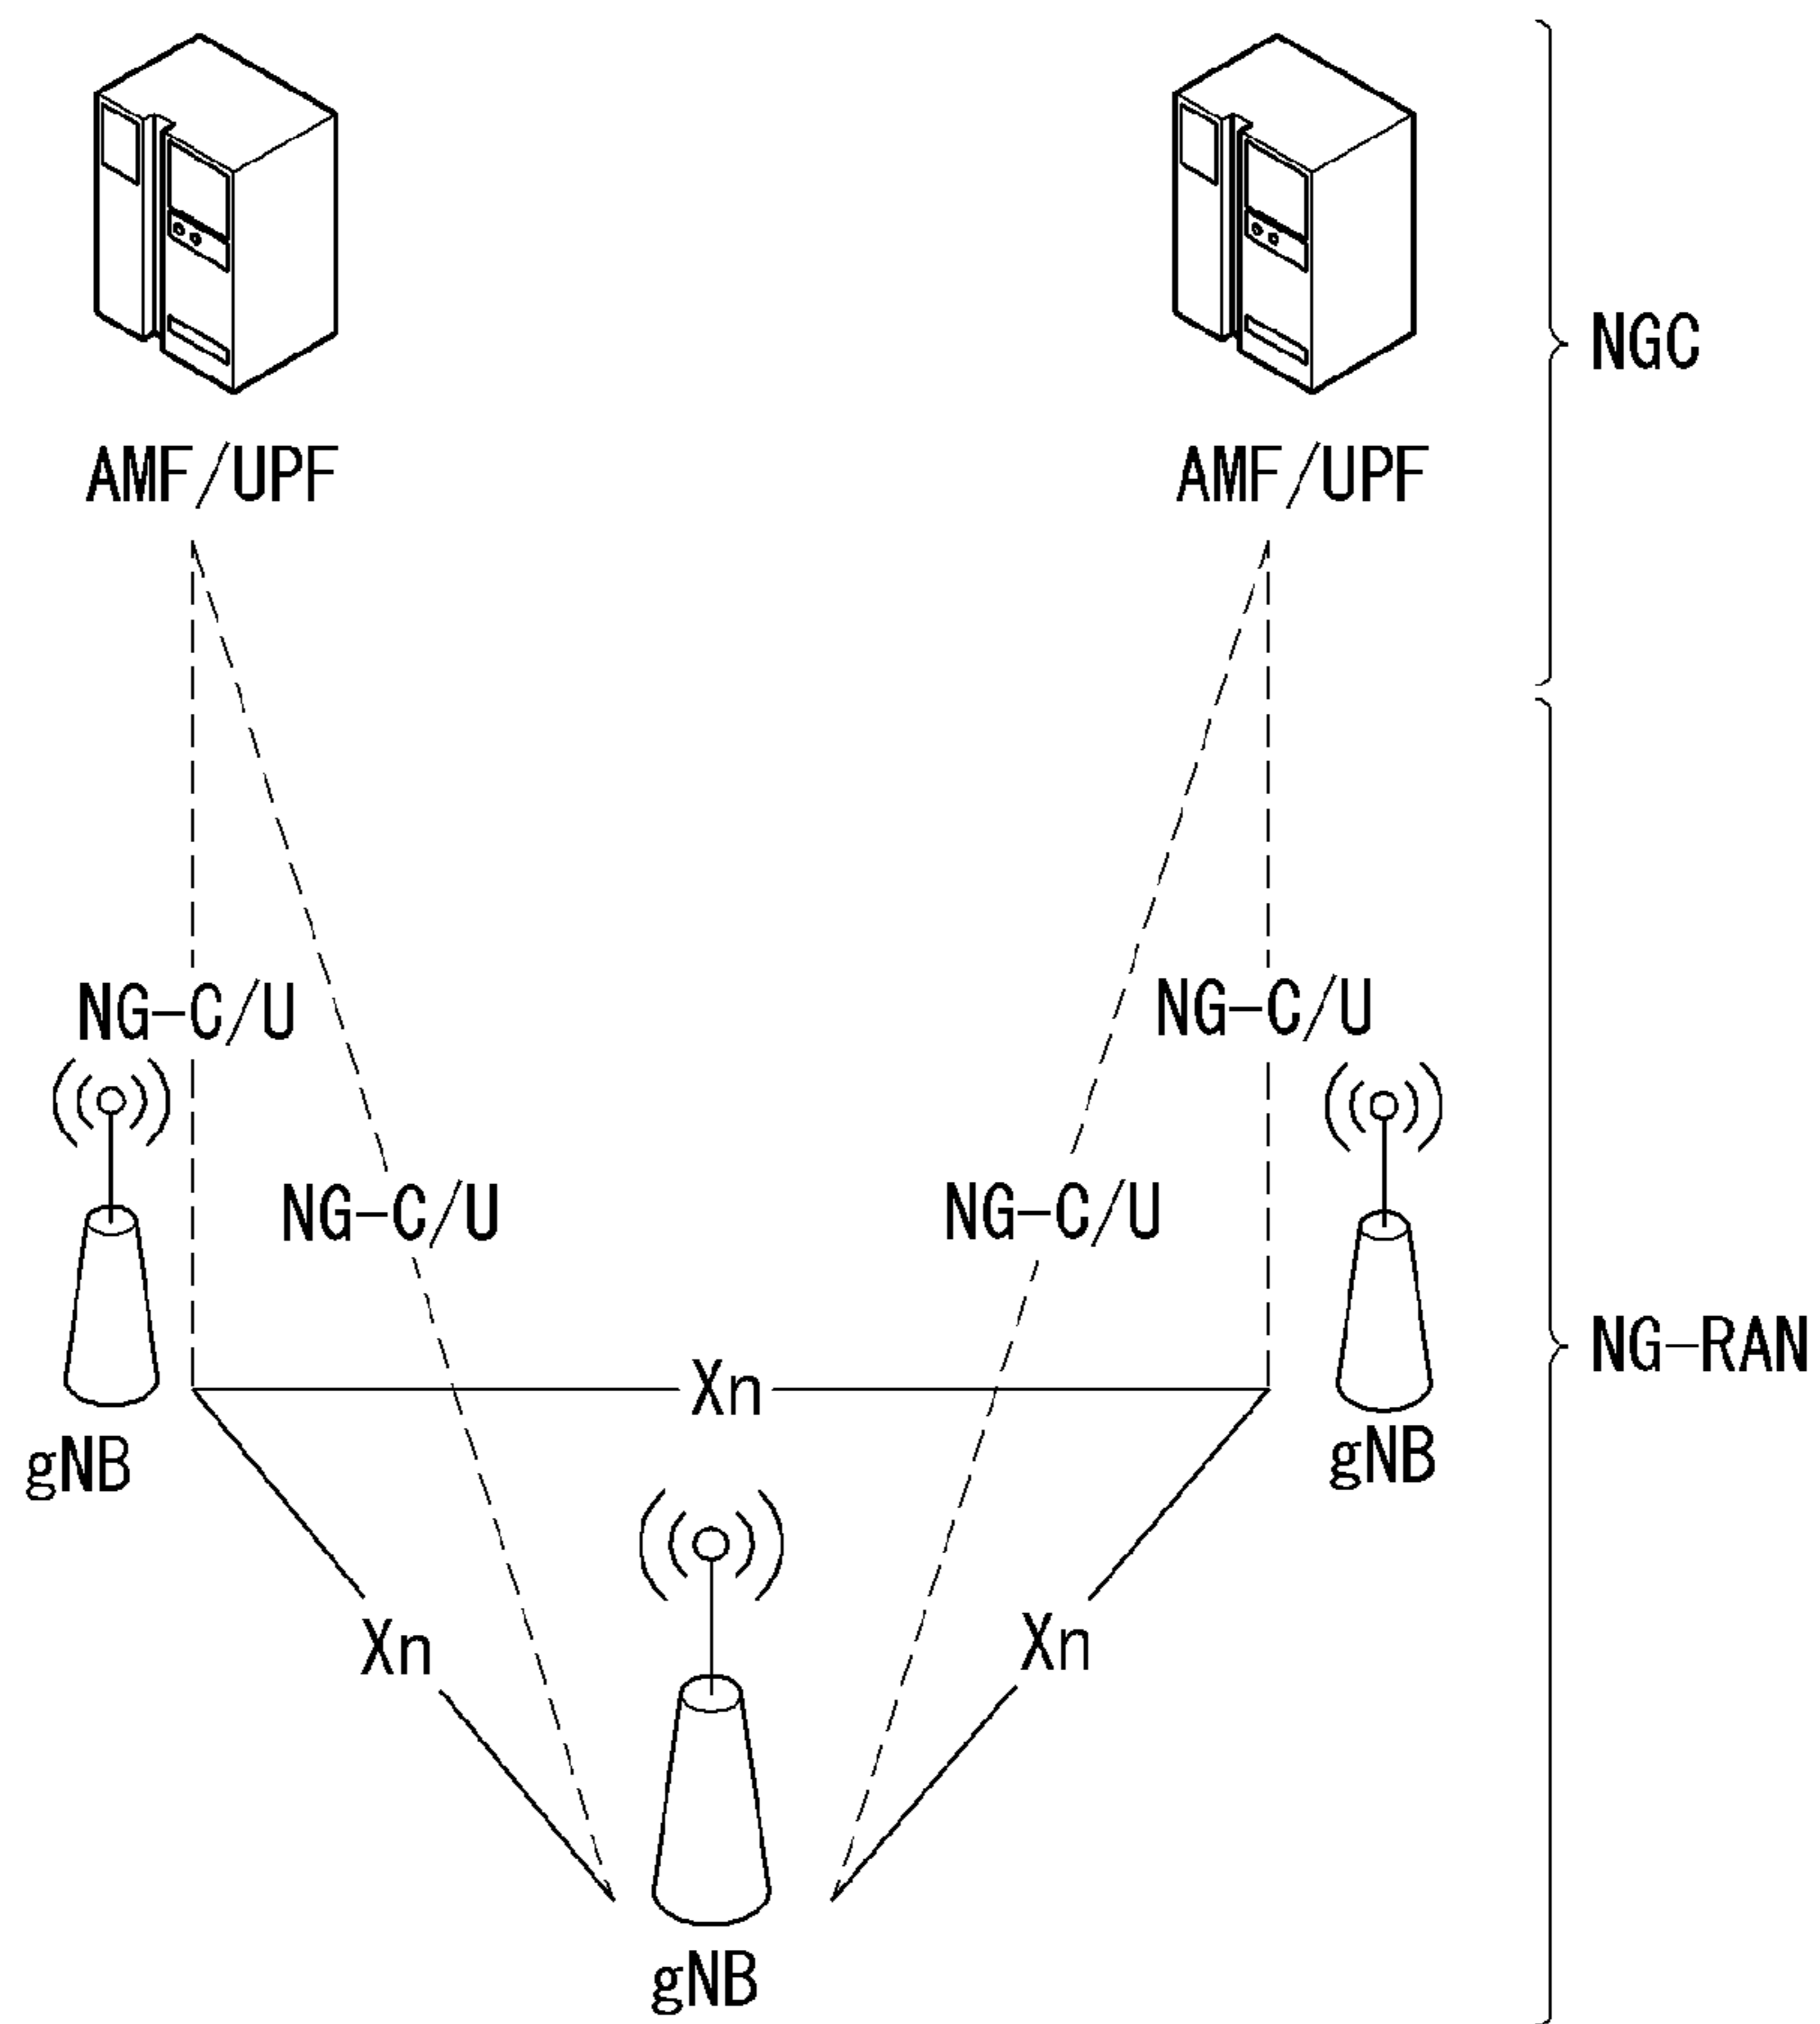 NGC
AMF/UPF
AMF/UPF
NG-C/U
NG-C/U
NG-C/U
NG-C/U
NG-RAN
Xn
gNB
gNB
Xn
Xn
gNB